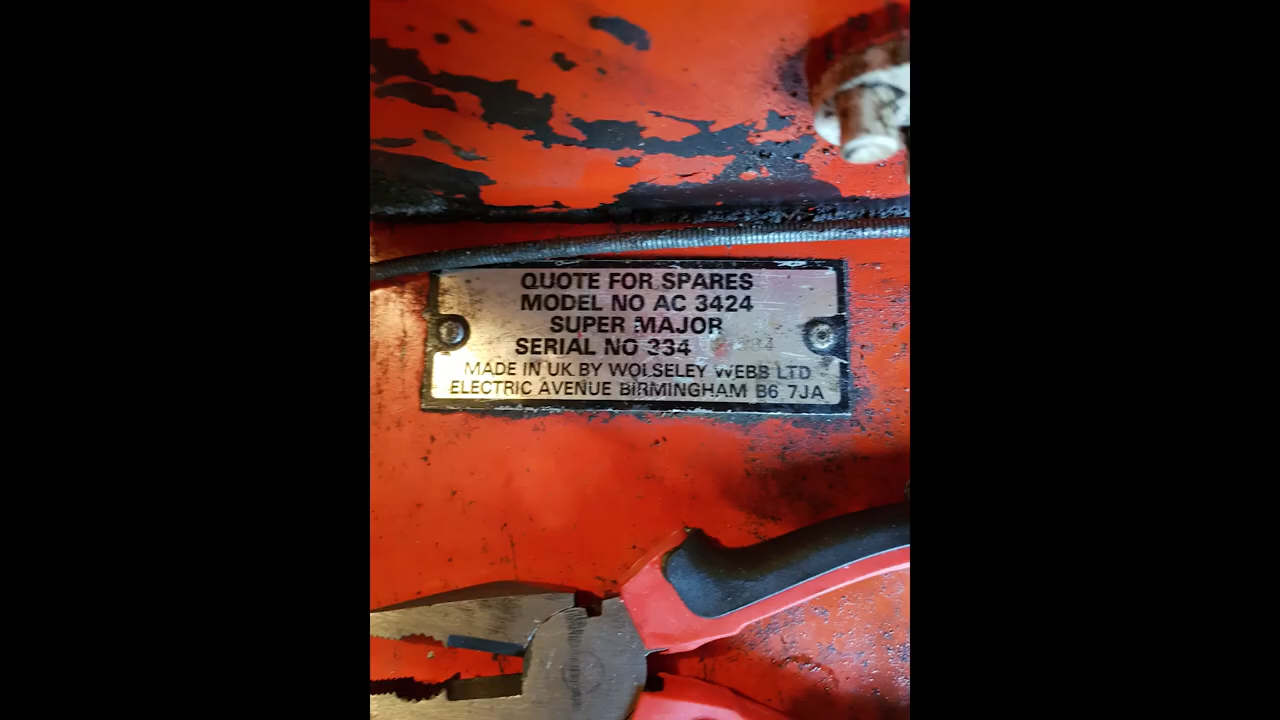 QUOTE FOR SPARES
MODEL NO AC 3424
SUPER MAJOR
SERIAL NO 334
MADE IN UK BY WOLSELEY WEBB LTD
ELECTRIC AVENUE BIRMINGHAM B6 7JA